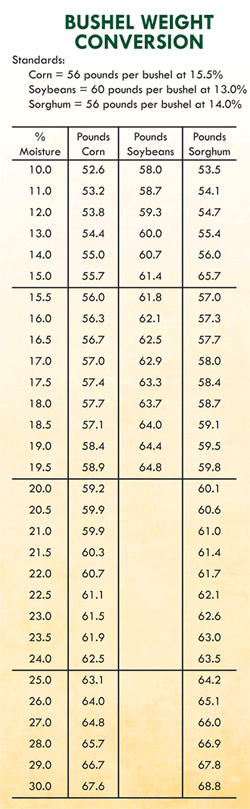 BUSHEL WEIGHT
CONVERSION
Standards:
Corn = 56 pounds per bushel at 15.5%
Soybeans = 60 pounds per bushel at 13.0%
Sorghum = 56 pounds per bushel at 14.0%
% Pounds Pounds Pounds
Moisture Corn Soybeans Sorghum
10.0 52.6 58.0 53.5
11.0 53.2 58.7 54.1
12.0 53.8 59.3 54.7
13.0 54.4 60.0 55.4
14.0 55.0 60.7 56.0
15.0 55.7 61.4 65.7
15.5 56.0 61.8 57.0
16.0 56.3 62.1 57.3
16.5 56.7 62.5 57.7
17.0 57.0 62.9 58.0
17.5 57.4 63.3 58.4
18.0 57.7 63.7 58.7
18.5 57.1 64.0 59.1
19.0 58.4 64.4 59.5
19.5 58.9 64.8 59.8
20.0 59.2 60.1
20.5 59.9 60.6
21.0 59.9 61.0
21.5 60.3 61.4
22.0 60.7 61.7
22.5 61.1 62.1
23.0 61.5 62.6
23.5 61.9 63.0
24.0 62.5 63.5
25.0 63.1 64.2
26.0 64.0 65.1
27.0 64.8 66.0
28.0 65.7 66.9
29.0 66.7 67.8
30.0 67.6 68.8